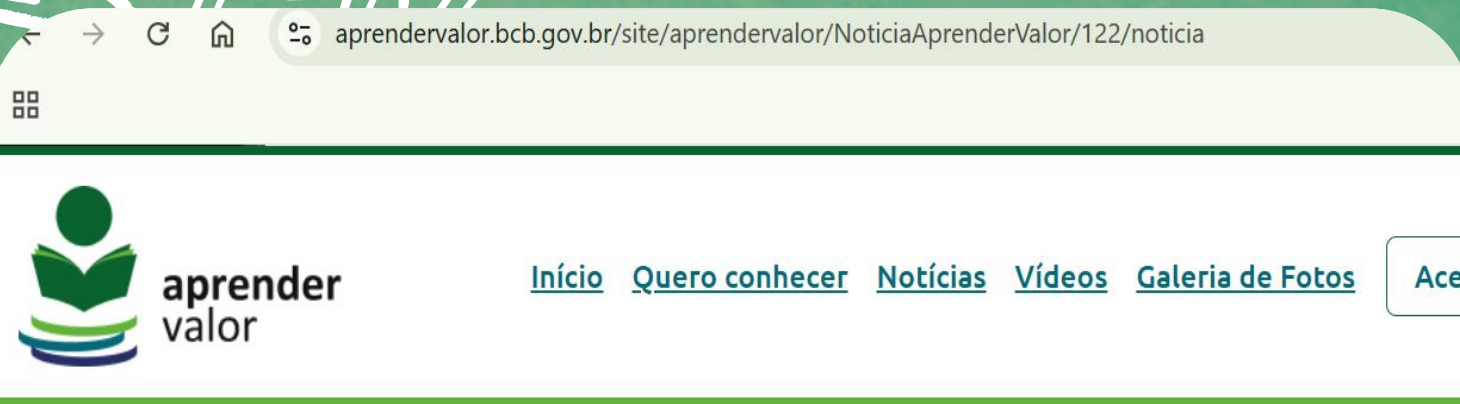 aprendervalor.bcb.gov.br/site/aprendervalor/NoticiaAprenderValor/122/noticia
aprender
valor
Início Quero conhecer Notícias Vídeos Galeria de Fotos